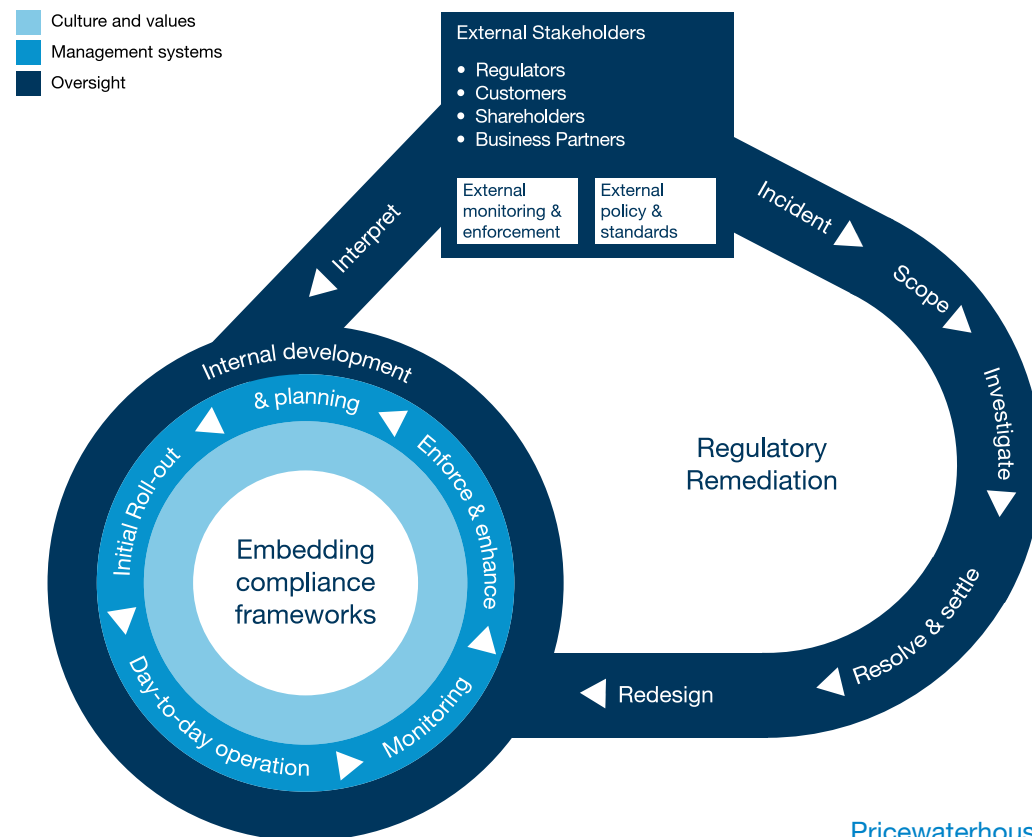 Culture and values
Management systems
Oversight
External Stakeholders
• Regulators
• Customers
• Shareholders
• Business Partners
External
monitoring &
enforcement
External
policy &
standards
Interpret
Incident
Scope
Investigate
Resolve & settle
Redesign
Regulatory
Remediation
Internal development
& planning
Enforce & enhance
Monitoring
Day-to-day operation
Initial Roll-out
Embedding
compliance
frameworks
Pricewaterhous